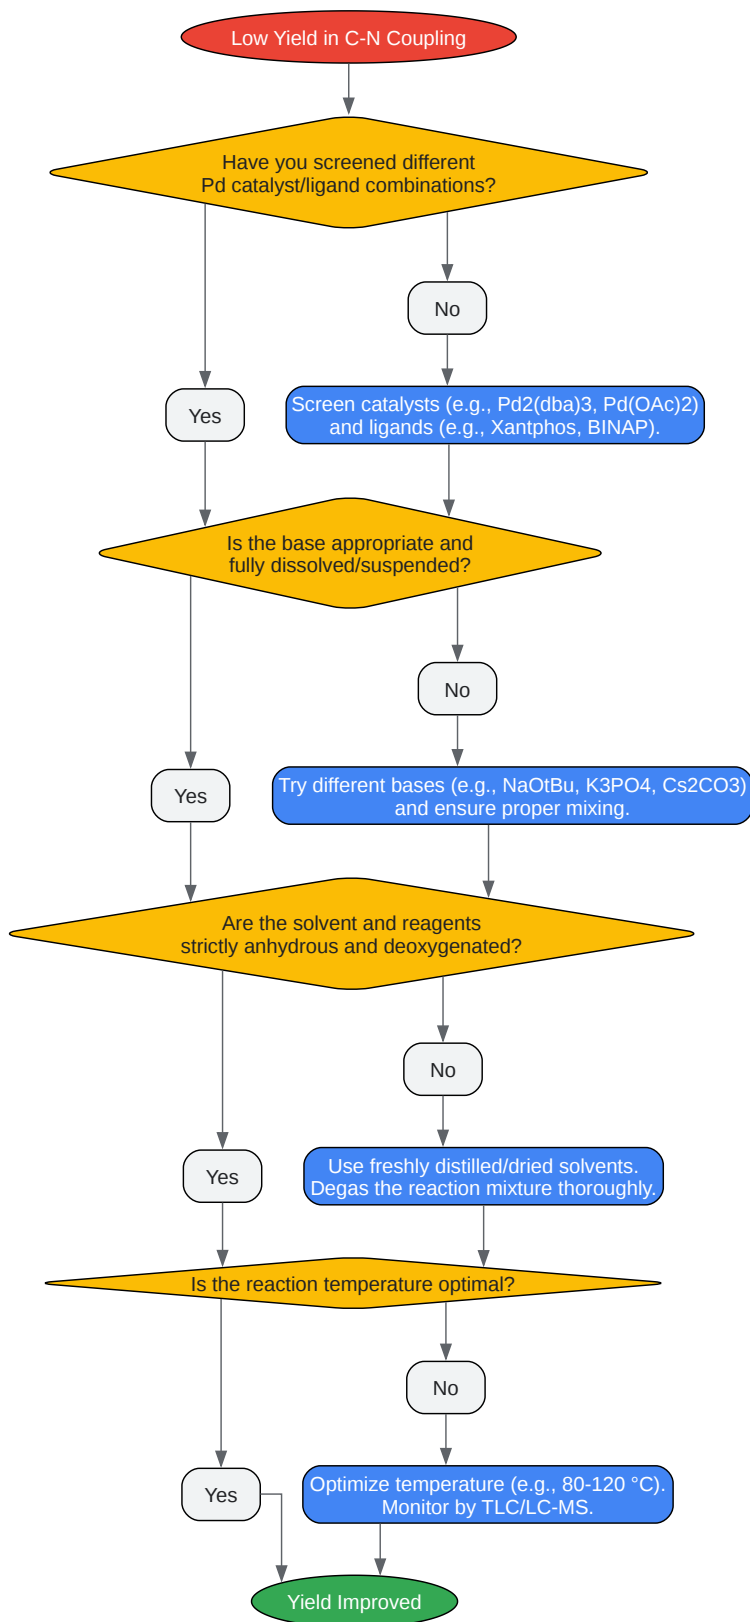 Low Yield in C-N Coupling
Have you screened different
Pd catalyst/ligand combinations?
No
Yes
Screen catalysts (e.g., Pd2(dba)3, Pd(OAc)2)
and ligands (e.g., Xantphos, BINAP).
Is the base appropriate and
fully dissolved/suspended?
No
Yes
Try different bases (e.g., NaOtBu, K3PO4, Cs2CO3)
and ensure proper mixing.
Are the solvent and reagents
strictly anhydrous and deoxygenated?
No
Yes
Use freshly distilled/dried solvents.
Degas the reaction mixture thoroughly.
Is the reaction temperature optimal?
No
Yes
Optimize temperature (e.g., 80-120 °C).
Monitor by TLC/LC-MS.
Yield Improved